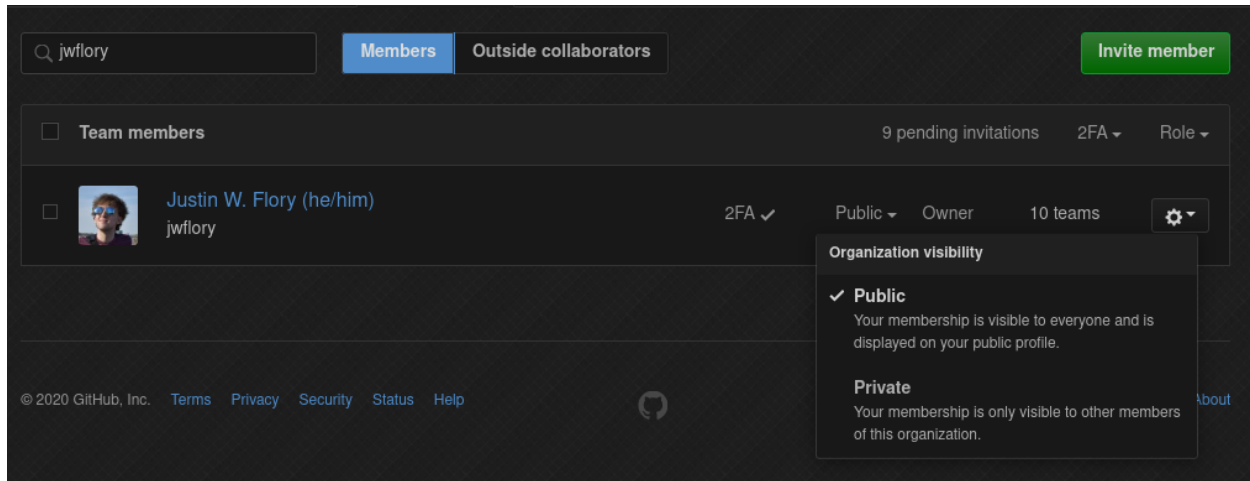 jwflory
Members
Outside collaborators
Invite member
Team members
9 pending invitations
2FA
Role
Justin W. Flory (he/him)
jwflory
2FA
Public
Owner
10 teams
Organization visibility
Public
Your membership is visible to everyone and is
displayed on your public profile.
Private
Your membership is only visible to other members
of this organization.
© 2020 GitHub, Inc.
Terms
Privacy
Security
Status
Help
About